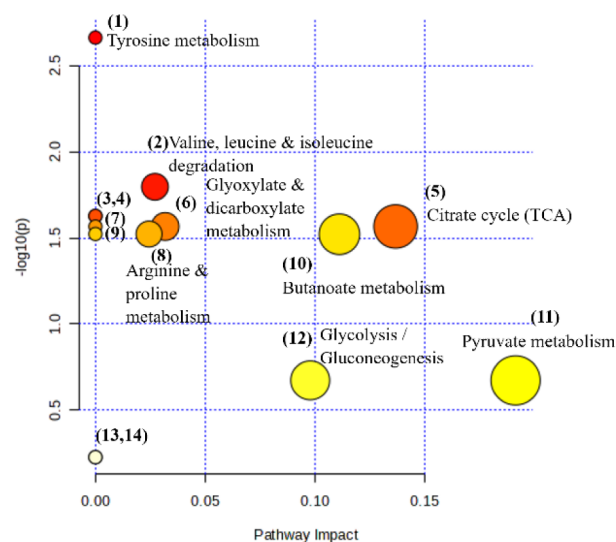 (1)
Tyrosine metabolism
2.5
2.0
(2) Valine, leucine & isoleucine
degradation
(3,4)
(6)
Glyoxylate &
dicarboxylate
metabolism
(5)
Citrate cycle (TCA)
(7)
(9)
1.5
(8)
Arginine &
proline
metabolism
(10)
Butanoate metabolism
-log10(p)
1.0
(12) Glycolysis /
Gluconeogenesis
(11)
Pyruvate metabolism
0.5
(13,14)
0.00
0.05
0.10
0.15
Pathway Impact